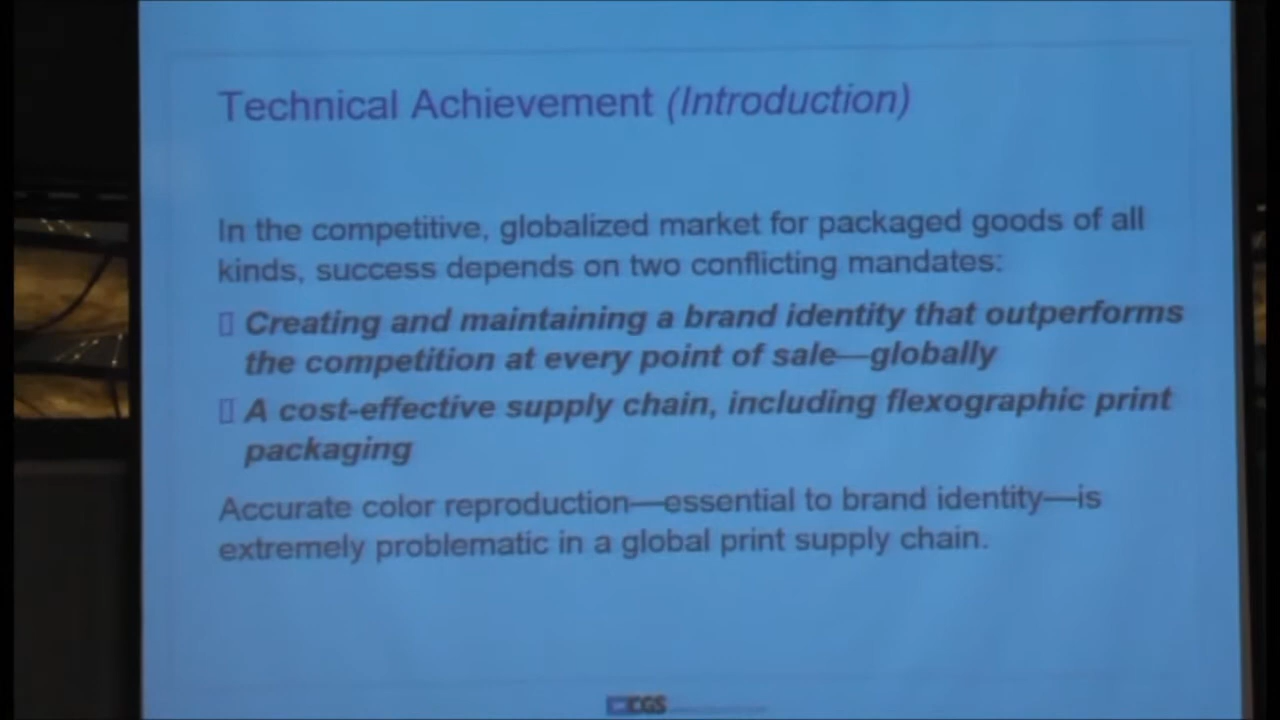 Technical Achievement (Introduction)
In the competitive, globalized market for packaged goods of all
kinds, success depends on two conflicting mandates:
Creating and maintaining a brand identity that outperforms
the competition at every point of sale—globally
A cost-effective supply chain, including flexographic print
packaging
Accurate color reproduction—essential to brand identity—is
extremely problematic in a global print supply chain.
CGS